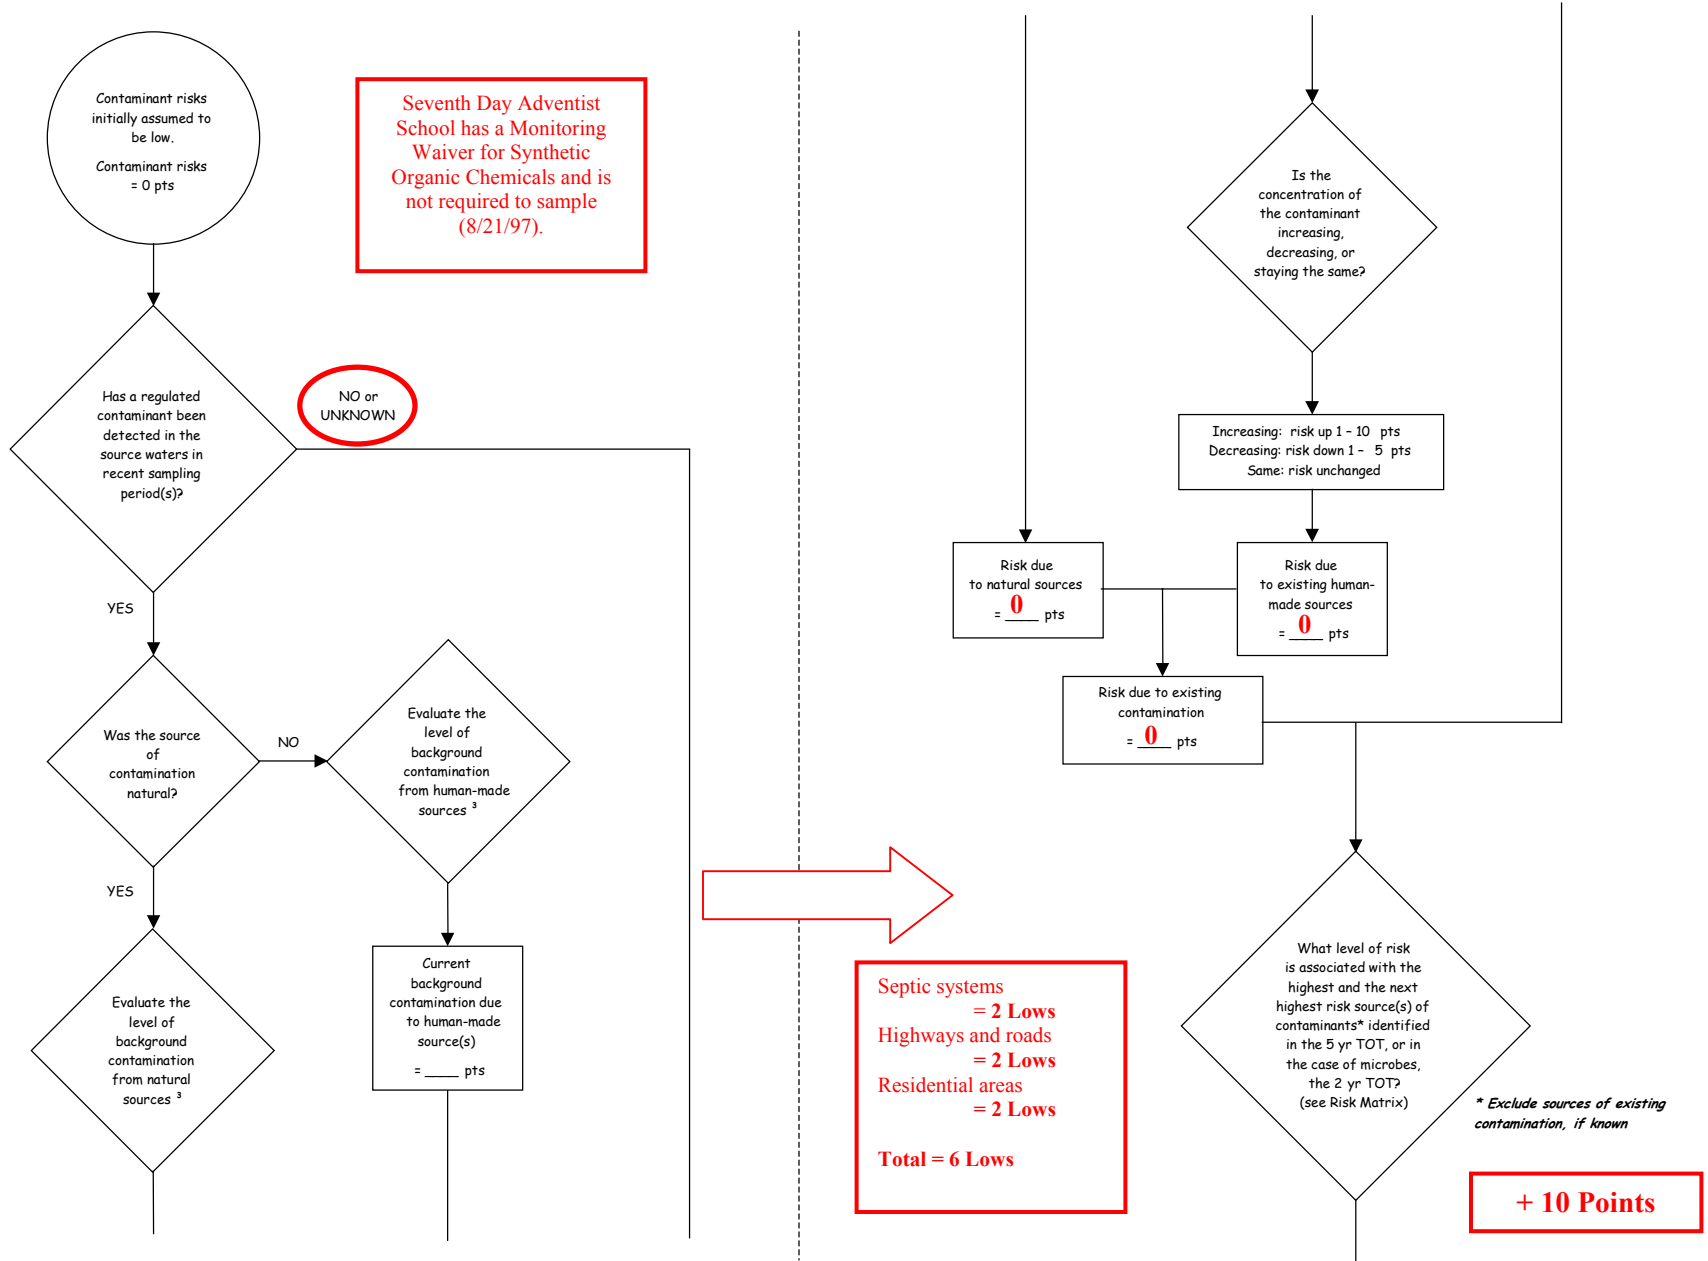 Contaminant risks
initially assumed to
be low.
Contaminant risks
= 0 pts
Seventh Day Adventist
School has a Monitoring
Waiver for Synthetic
Organic Chemicals and is
not required to sample
(8/21/97).
Has a regulated
contaminant been
detected in the
source waters in
recent sampling
period(s)?
NO or
UNKNOWN
YES
Was the source
of
contamination
natural?
NO
Evaluate the
level of
background
contamination
from human-made
sources ³
YES
Evaluate the
level of
background
contamination
from natural
sources ³
Current
background
contamination due
to human-made
source(s)
= ____ pts
Is the
concentration of
the contaminant
increasing,
decreasing, or
staying the same?
Increasing: risk up 1 – 10 pts
Decreasing: risk down 1 – 5 pts
Same: risk unchanged
Risk due
to natural sources
= 0 pts
Risk due
to existing human-
made sources
= 0 pts
Risk due to existing
contamination
= 0 pts
Septic systems
= 2 Lows
Highways and roads
= 2 Lows
Residential areas
= 2 Lows
Total = 6 Lows
What level of risk
is associated with the
highest and the next
highest risk source(s) of
contaminants* identified
in the 5 yr TOT, or in
the case of microbes,
the 2 yr TOT?
(see Risk Matrix)
* Exclude sources of existing
contamination, if known
+ 10 Points